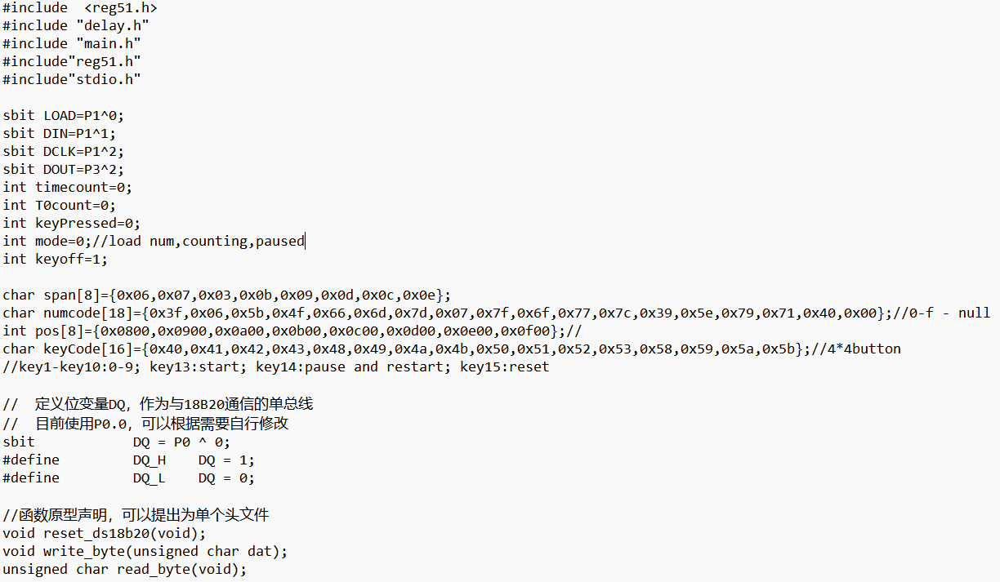 #include  <reg51.h>
#include "delay.h"
#include "main.h"
#include"reg51.h"
#include"stdio.h"
sbit LOAD=P1^0;
sbit DIN=P1^1;
sbit DCLK=P1^2;
sbit DOUT=P3^2;
int timecount=0;
int T0count=0;
int keyPressed=0;
int mode=0;//load num,counting,paused
int keyoff=1;
char span[8]={0x06,0x07,0x03,0x0b,0x09,0x0d,0x0c,0x0e};
char numcode[18]={0x3f,0x06,0x5b,0x4f,0x66,0x6d,0x7d,0x07,0x7f,0x6f,0x77,0x7c,0x39,0x5e,0x79,0x71,0x40,0x00};//0-f - null
int pos[8]={0x0800,0x0900,0x0a00,0x0b00,0x0c00,0x0d00,0x0e00,0x0f00};//
char keyCode[16]={0x40,0x41,0x42,0x43,0x48,0x49,0x4a,0x4b,0x50,0x51,0x52,0x53,0x58,0x59,0x5a,0x5b};//4*4button
//key1-key10:0-9; key13:start; key14:pause and restart; key15:reset
//  定义位变量DQ，作为与18B20通信的单总线
//  目前使用P0.0，可以根据需要自行修改
sbit            DQ = P0 ^ 0;
#define         DQ_H    DQ = 1;
#define         DQ_L    DQ = 0;
//函数原型声明，可以提出为单个头文件
void reset_ds18b20(void);
void write_byte(unsigned char dat);
unsigned char read_byte(void);